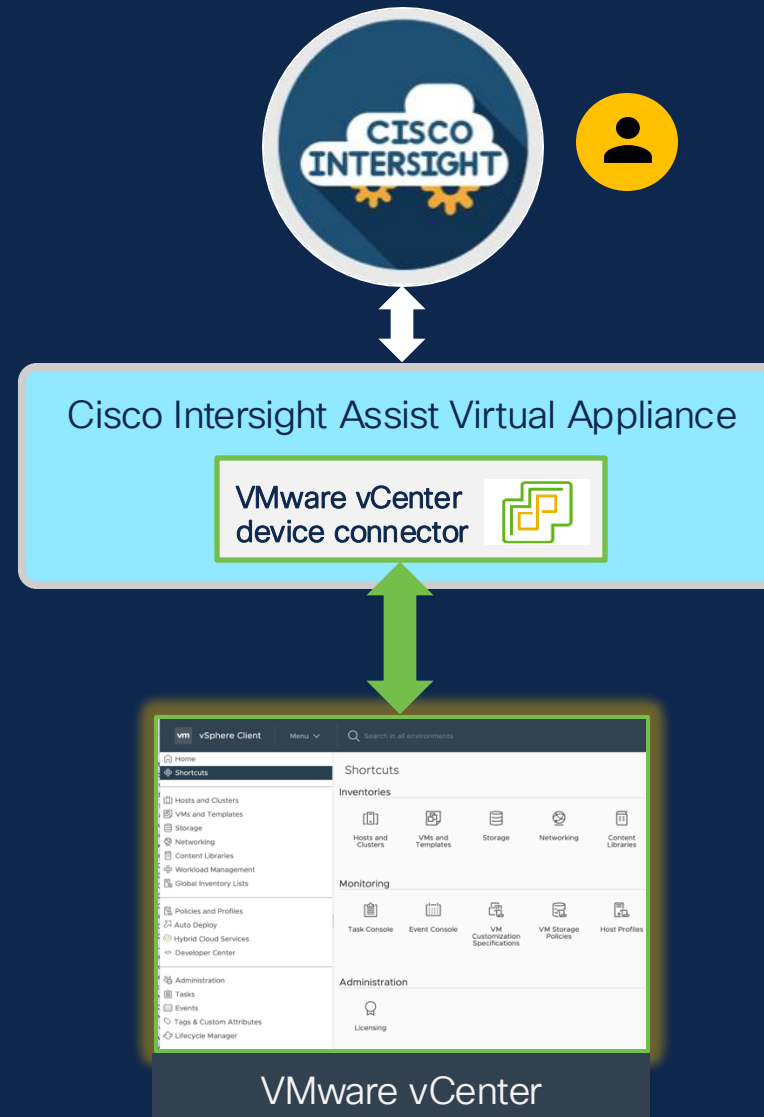 CISCO
INTERSIGHT
Cisco Intersight Assist Virtual Appliance
VMware vCenter
device connector
vm vSphere Client Menu Search in all environments
Home
Shortcuts
Hosts and Clusters
VMs and Templates
Storage
Networking
Content Libraries
Workload Management
Global Inventory Lists
Policies and Profiles
Auto Deploy
Hybrid Cloud Services
Developer Center
Administration
Tasks
Events
Tags & Custom Attributes
Lifecycle Manager
Shortcuts
Inventories
Hosts and
Clusters
VMs and
Templates
Storage
Networking
Content
Libraries
Monitoring
Task Console
Event Console
VM
Customization
Specifications
VM Storage
Policies
Host Profiles
Administration
Licensing
VMware vCenter